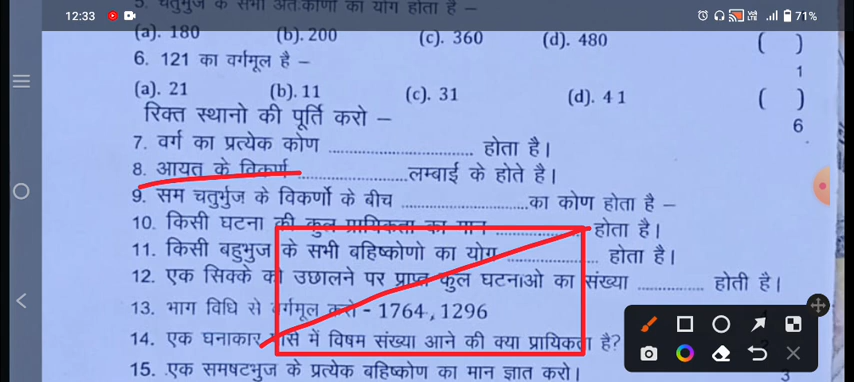 12:33 71%
5. चतुर्भुज के सभी अंतःकोणों का योग होता है –
(a). 180 (b). 200 (c). 360 (d). 480 ( )
6. 121 का वर्गमूल है – 1
(a). 21 (b). 11 (c). 31 (d). 41 ( )
रिक्त स्थानो की पूर्ति करो – 6
7. वर्ग का प्रत्येक कोण .............................. होता है।
8. आयत के विकर्ण ......................लम्बाई के होते है।
9. सम चतुर्भुज के विकर्णो के बीच ..........................का कोण होता है –
10. किसी घटना की कुल प्रायिकता का मान .................. होता है।
11. किसी बहुभुज के सभी बहिष्कोणो का योग .................. होता है।
12. एक सिक्के को उछालने पर प्राप्त कुल घटनाओ का संख्या .............. होती है।
13. भाग विधि से वर्गमूल करो - 1764, 1296
14. एक घनाकार पासे में विषम संख्या आने की क्या प्रायिकता है?
15. .एक समषटभुज के प्रत्येक बहिष्कोण का मान ज्ञात करो। 3